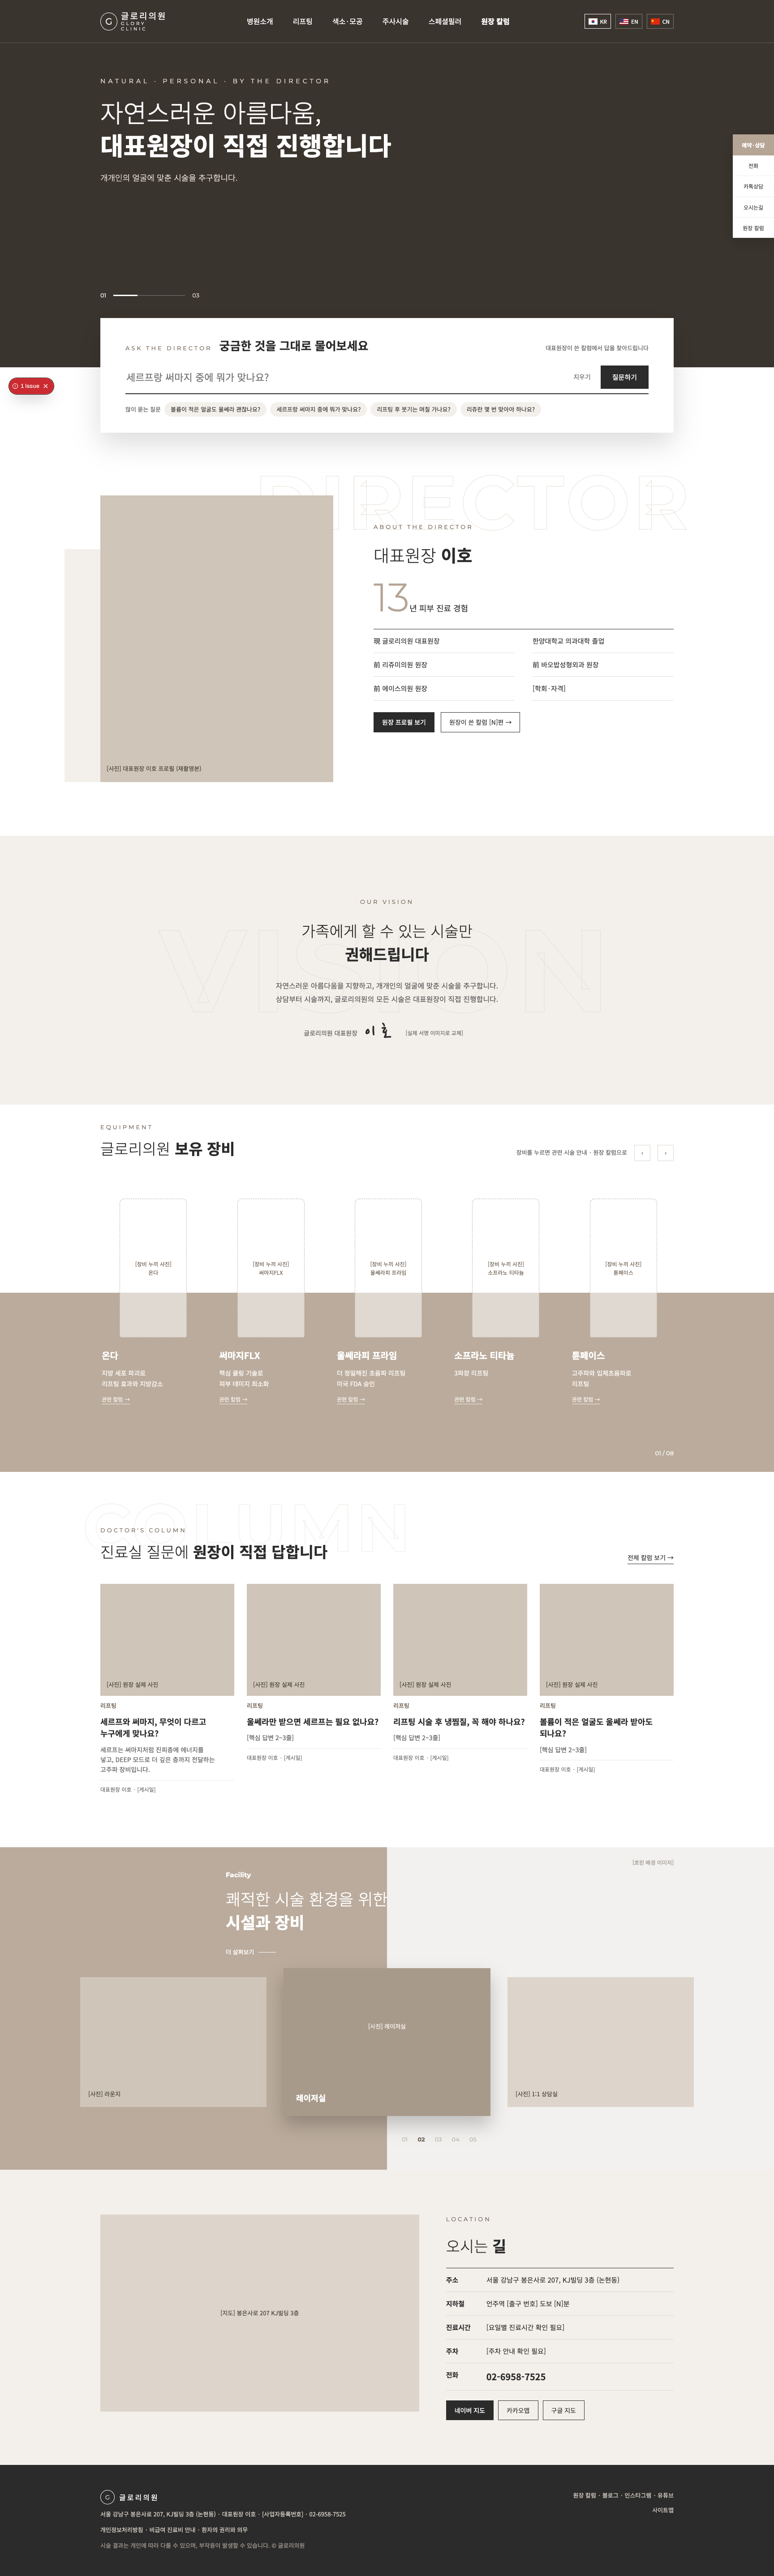 G 글로리의원
GLORY
CLINIC
병원소개 리프팅 색소·모공 주사시술 스페셜필러 원장 칼럼
KR EN CN
NATURAL · PERSONAL · BY THE DIRECTOR
자연스러운 아름다움,
대표원장이 직접 진행합니다
개개인의 얼굴에 맞춘 시술을 추구합니다.
예약·상담
전화
카톡상담
오시는길
원장 칼럼
01 03
ASK THE DIRECTOR 궁금한 것을 그대로 물어보세요
대표원장이 쓴 칼럼에서 답을 찾아드립니다
세르프랑 써마지 중에 뭐가 맞나요? 지우기 질문하기
1 Issue
많이 묻는 질문 볼륨이 적은 얼굴도 울쎄라 괜찮나요? 세르프랑 써마지 중에 뭐가 맞나요? 리프팅 후 붓기는 며칠 가나요? 리쥬란 몇 번 맞아야 하나요?
DIRECTOR
ABOUT THE DIRECTOR
대표원장 이호
13년 피부 진료 경험
現 글로리의원 대표원장 한양대학교 의과대학 졸업
前 리쥬미의원 원장 前 바오밥성형외과 원장
前 에이스의원 원장 [학회·자격]
원장 프로필 보기 원장이 쓴 칼럼 [N]편 →
[사진] 대표원장 이호 프로필 (재촬영본)
OUR VISION
VISION
가족에게 할 수 있는 시술만
권해드립니다
자연스러운 아름다움을 지향하고, 개개인의 얼굴에 맞춘 시술을 추구합니다.
상담부터 시술까지, 글로리의원의 모든 시술은 대표원장이 직접 진행합니다.
글로리의원 대표원장 이호 [실제 서명 이미지로 교체]
EQUIPMENT
글로리의원 보유 장비
장비를 누르면 관련 시술 안내 · 원장 칼럼으로 ‹ ›
[장비 누끼 사진]
온다
[장비 누끼 사진]
써마지FLX
[장비 누끼 사진]
울쎄라피 프라임
[장비 누끼 사진]
소프라노 티타늄
[장비 누끼 사진]
튠페이스
온다
지방 세포 파괴로
리프팅 효과와 지방감소
관련 칼럼 →
써마지FLX
핵심 쿨링 기술로
피부 데미지 최소화
관련 칼럼 →
울쎄라피 프라임
더 정밀해진 초음파 리프팅
미국 FDA 승인
관련 칼럼 →
소프라노 티타늄
3파장 리프팅
관련 칼럼 →
튠페이스
고주파와 입체초음파로
리프팅
관련 칼럼 →
01 / 08
COLUMN
DOCTOR'S COLUMN
진료실 질문에 원장이 직접 답합니다
전체 칼럼 보기 →
[사진] 원장 실제 사진
리프팅
세르프와 써마지, 무엇이 다르고
누구에게 맞나요?
세르프는 써마지처럼 진피층에 에너지를
넣고, DEEP 모드로 더 깊은 층까지 전달하는
고주파 장비입니다.
대표원장 이호 · [게시일]
[사진] 원장 실제 사진
리프팅
울쎄라만 받으면 세르프는 필요 없나요?
[핵심 답변 2~3줄]
대표원장 이호 · [게시일]
[사진] 원장 실제 사진
리프팅
리프팅 시술 후 냉찜질, 꼭 해야 하나요?
[핵심 답변 2~3줄]
대표원장 이호 · [게시일]
[사진] 원장 실제 사진
리프팅
볼륨이 적은 얼굴도 울쎄라 받아도
되나요?
[핵심 답변 2~3줄]
대표원장 이호 · [게시일]
[흐린 배경 이미지]
Facility
쾌적한 시술 환경을 위한
시설과 장비
더 살펴보기
[사진] 라운지
[사진] 레이저실
레이저실
[사진] 1:1 상담실
01 02 03 04 05
[지도] 봉은사로 207 KJ빌딩 3층
LOCATION
오시는 길
주소 서울 강남구 봉은사로 207, KJ빌딩 3층 (논현동)
지하철 언주역 [출구 번호] 도보 [N]분
진료시간 [요일별 진료시간 확인 필요]
주차 [주차 안내 확인 필요]
전화 02-6958-7525
네이버 지도 카카오맵 구글 지도
G 글로리의원
서울 강남구 봉은사로 207, KJ빌딩 3층 (논현동) · 대표원장 이호 · [사업자등록번호] · 02-6958-7525
개인정보처리방침 · 비급여 진료비 안내 · 환자의 권리와 의무
시술 결과는 개인에 따라 다를 수 있으며, 부작용이 발생할 수 있습니다. © 글로리의원
원장 칼럼 · 블로그 · 인스타그램 · 유튜브
사이트맵